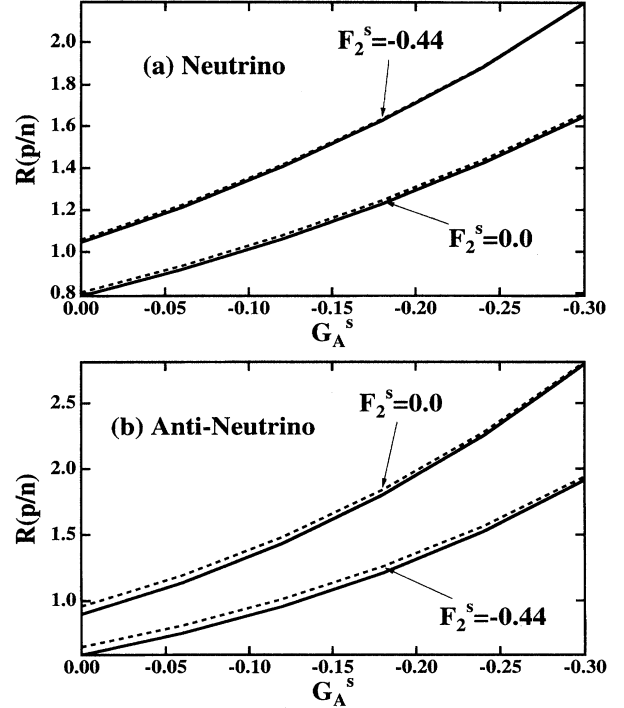 2.0
1.8
1.6
1.4
1.2
1.0
0.8
R(p/n)
(a) Neutrino
F₂ˢ=-0.44
F₂ˢ=0.0
0.00 -0.05 -0.10 -0.15 -0.20 -0.25 -0.30
G_Aˢ
2.5
2.0
1.5
1.0
R(p/n)
F₂ˢ=0.0
(b) Anti-Neutrino
F₂ˢ=-0.44
0.00 -0.05 -0.10 -0.15 -0.20 -0.25 -0.30
G_Aˢ